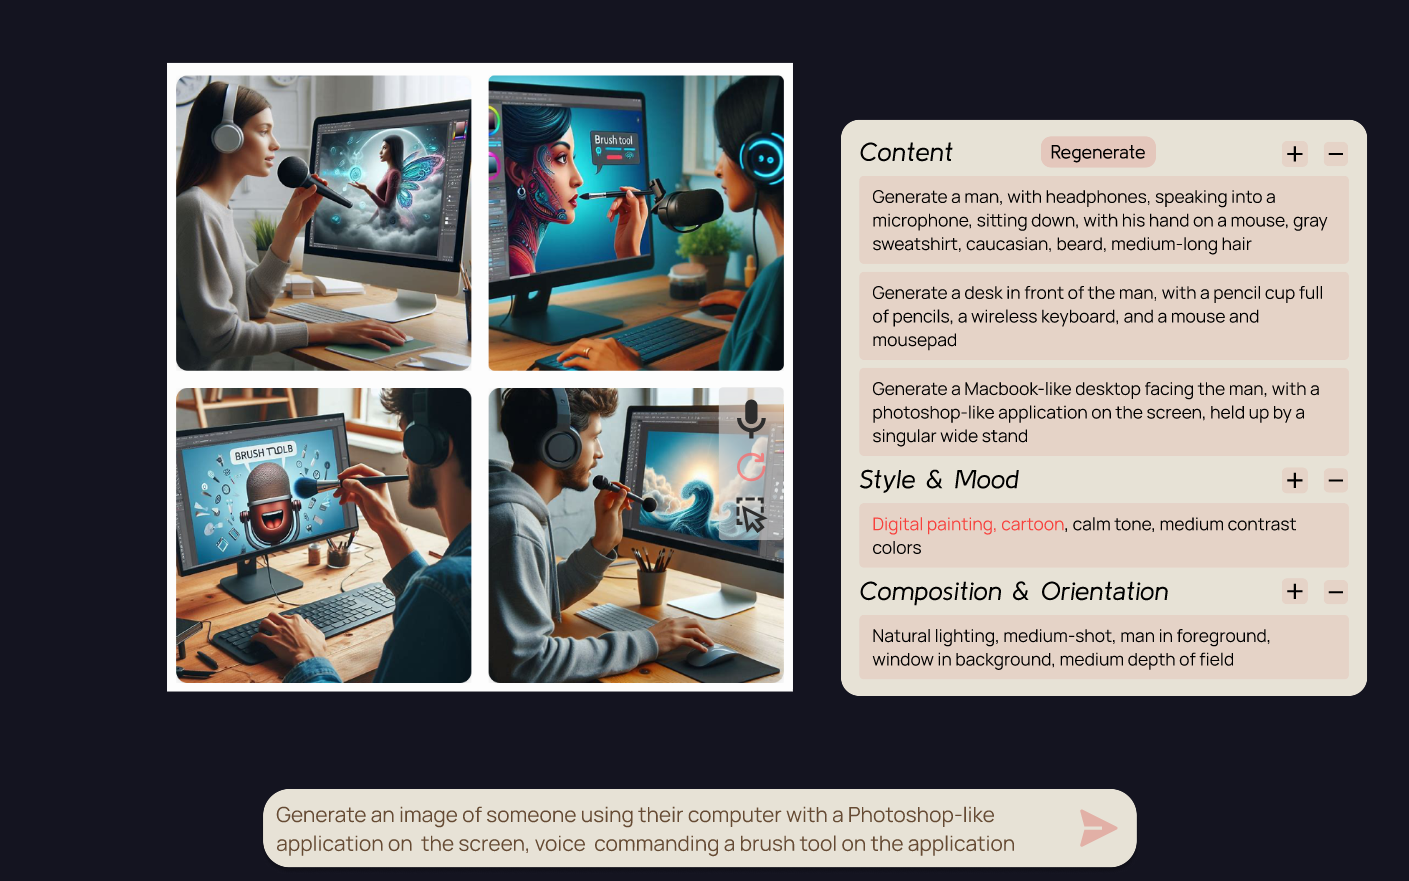 Brush tool
BRUSH TOOLB
Content
Regenerate
Generate a man, with headphones, speaking into a
microphone, sitting down, with his hand on a mouse, gray
sweatshirt, caucasian, beard, medium-long hair
Generate a desk in front of the man, with a pencil cup full
of pencils, a wireless keyboard, and a mouse and
mousepad
Generate a Macbook-like desktop facing the man, with a
photoshop-like application on the screen, held up by a
singular wide stand
Style & Mood
Digital painting, cartoon, calm tone, medium contrast
colors
Composition & Orientation
Natural lighting, medium-shot, man in foreground,
window in background, medium depth of field
Generate an image of someone using their computer with a Photoshop-like
application on the screen, voice commanding a brush tool on the application